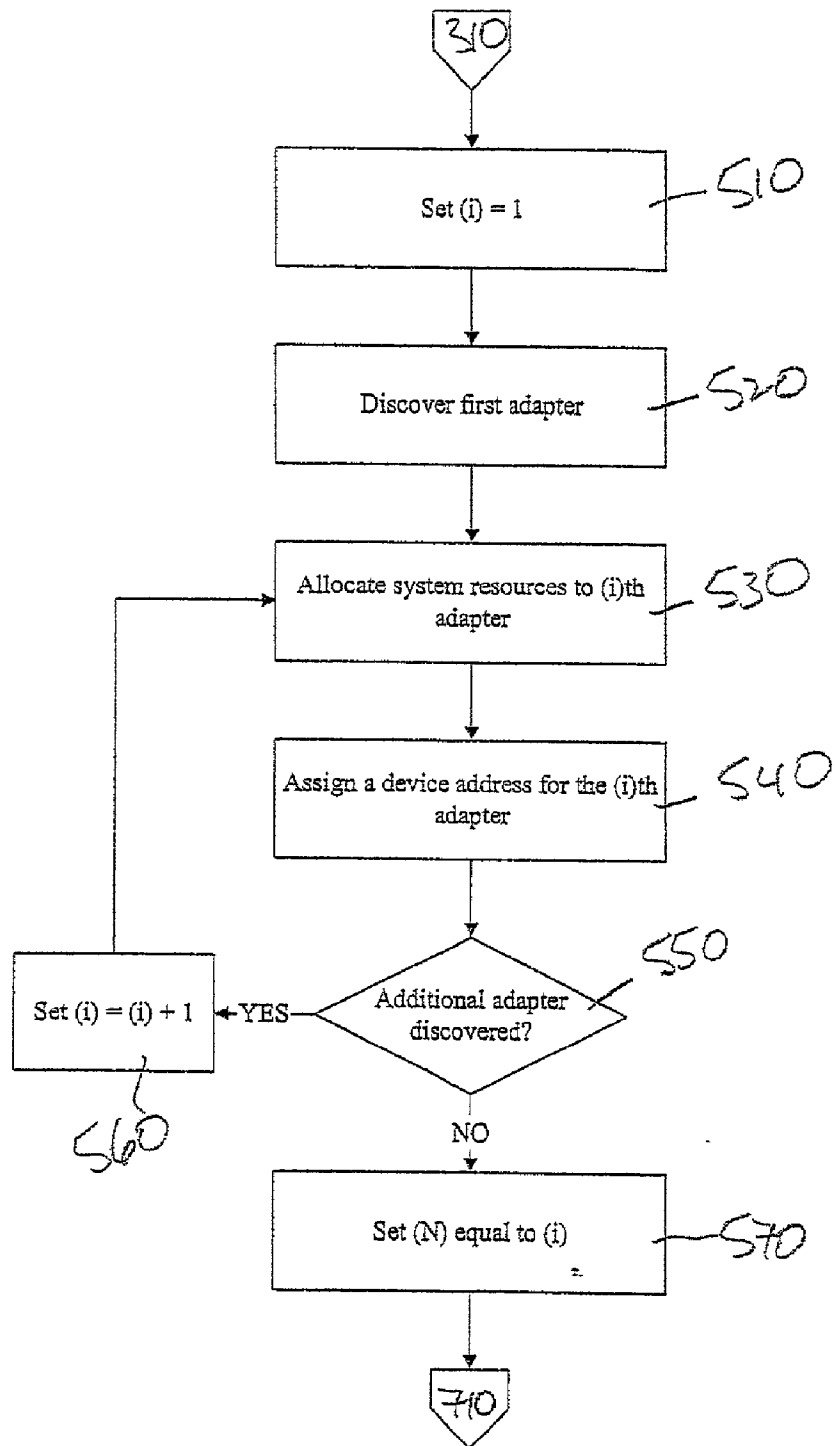 310
Set (i) = 1
510
Discover first adapter
520
Allocate system resources to (i)th
adapter
530
Assign a device address for the (i)th
adapter
540
Additional adapter
discovered?
550
YES
Set (i) = (i) + 1
560
NO
Set (N) equal to (i)
570
710